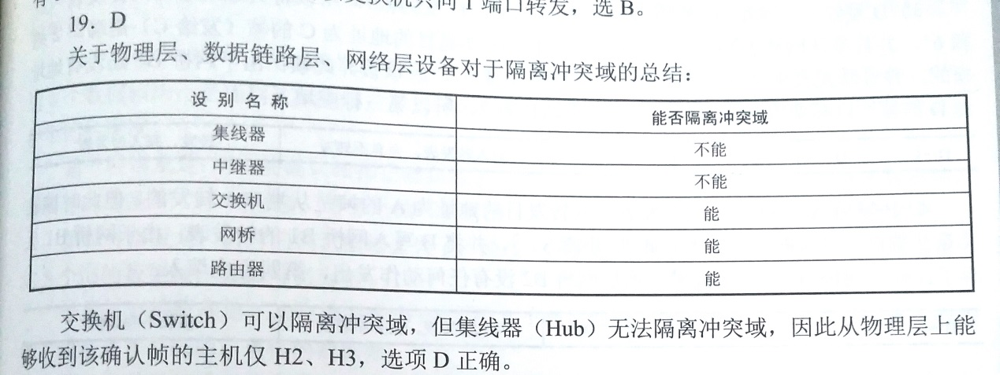 交换机只向 1 端口转发，选 B。
19．D
关于物理层、数据链路层、网络层设备对于隔离冲突域的总结：
设 别 名 称 能否隔离冲突域
集线器 不能
中继器 不能
交换机 能
网桥 能
路由器 能
交换机（Switch）可以隔离冲突域，但集线器（Hub）无法隔离冲突域，因此从物理层上能
够收到该确认帧的主机仅 H2、H3，选项 D 正确。